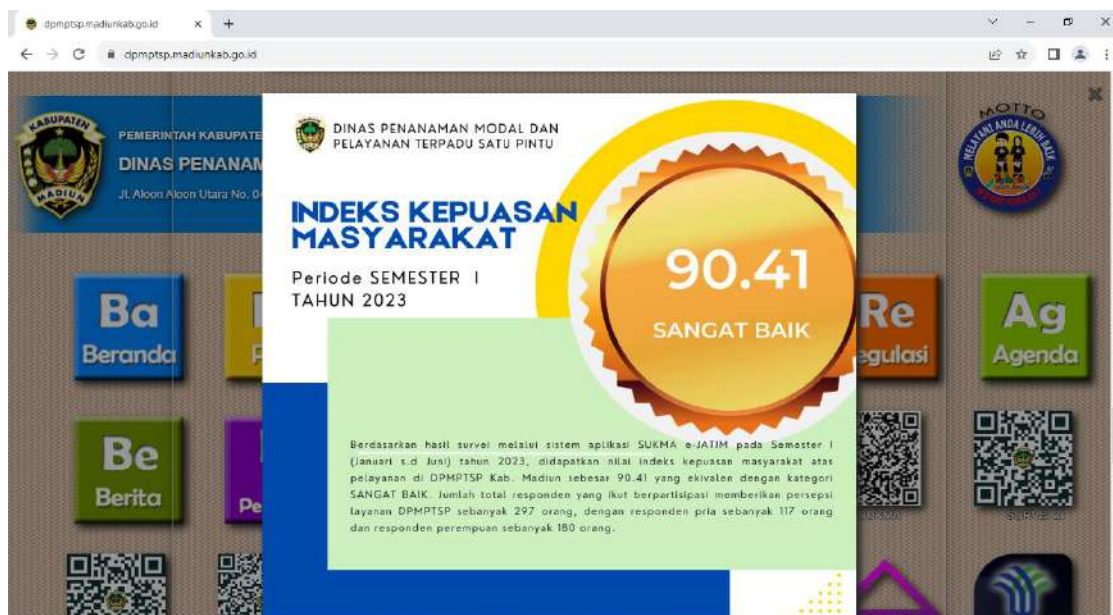 dpmptsp.madiunkab.go.id
dpmptsp.madiunkab.go.id
KABUPATEN
MADIUN
PEMERINTAH KABUPATE
DINAS PENANAM
Jl. Aloon Aloon Utara No. 0
DINAS PENANAMAN MODAL DAN
PELAYANAN TERPADU SATU PINTU
MOTTO
MELAYANI ANDA LEBIH BAIK
INDEKS KEPUASAN
MASYARAKAT
Periode SEMESTER I
TAHUN 2023
90.41
SANGAT BAIK
Ba
Beranda
Re
egulasi
Ag
Agenda
Berdasarkan hasil survei melalui sistem aplikasi SUKMA e-JATIM pada Semester I
(Januari s.d Juni) tahun 2023, didapatkan nilai indeks kepuasan masyarakat atas
pelayanan di DPMPTSP Kab. Madiun sebesar 90.41 yang ekivalen dengan kategori
SANGAT BAIK. Jumlah total responden yang ikut berpartisipasi memberikan persepsi
layanan DPMPTSP sebanyak 297 orang, dengan responden pria sebanyak 117 orang
dan responden perempuan sebanyak 180 orang.
Be
Berita
Pe
SUKMA